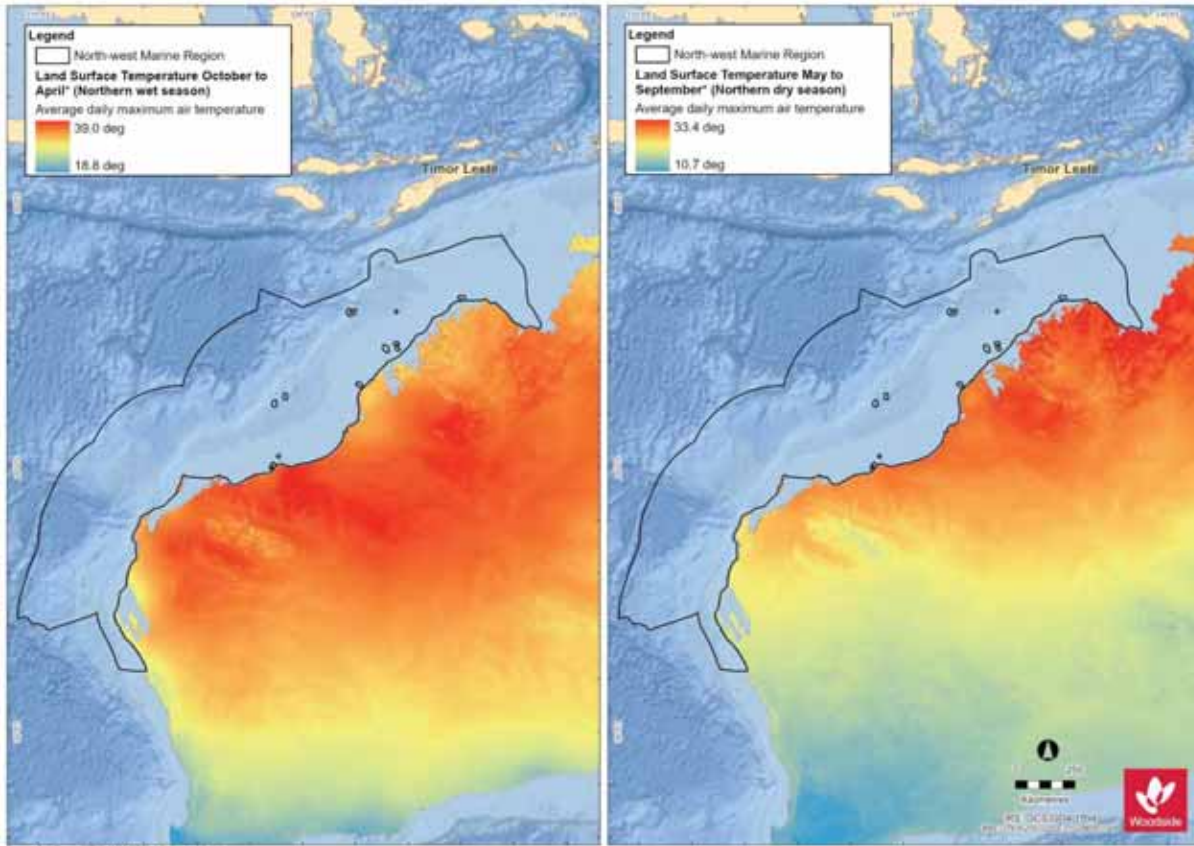 Legend
North-west Marine Region
Land Surface Temperature October to
April* (Northern wet season)
Average daily maximum air temperature
39.0 deg
18.8 deg
Timor Leste
Legend
North-west Marine Region
Land Surface Temperature May to
September* (Northern dry season)
Average daily maximum air temperature
33.4 deg
10.7 deg
Timor Leste
Kilometres
Woodside